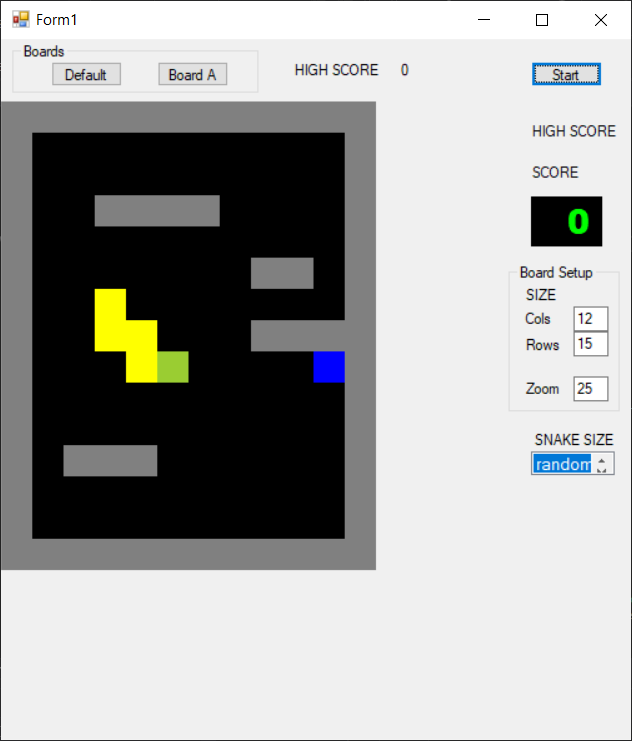 Form1
Boards
Default
Board A
HIGH SCORE 0
Start
HIGH SCORE
SCORE
0
Board Setup
SIZE
Cols 12
Rows 15
Zoom 25
SNAKE SIZE
random